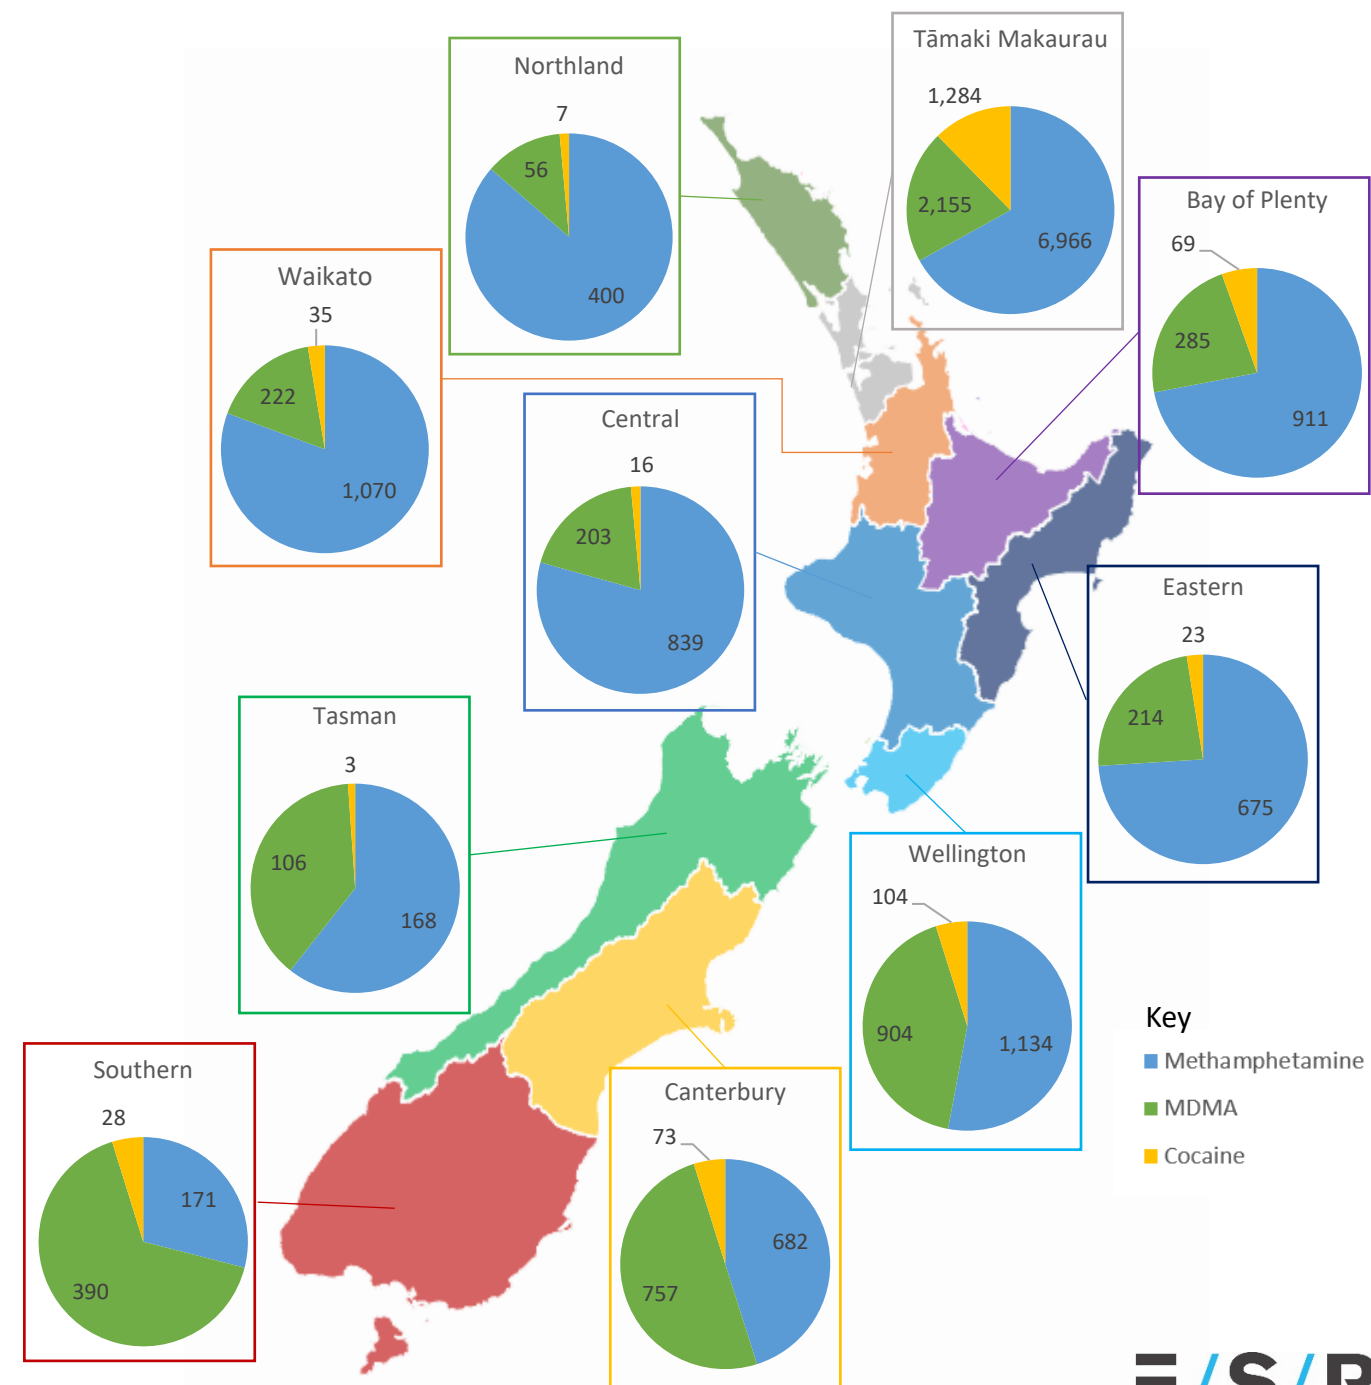 Northland
7
56
400
Tāmaki Makaurau
1,284
2,155
6,966
Bay of Plenty
69
285
911
Waikato
35
222
1,070
Central
16
203
839
Eastern
23
214
675
Tasman
3
106
168
Wellington
104
904
1,134
Key
Methamphetamine
MDMA
Cocaine
Southern
28
171
390
Canterbury
73
682
757
E/S/R